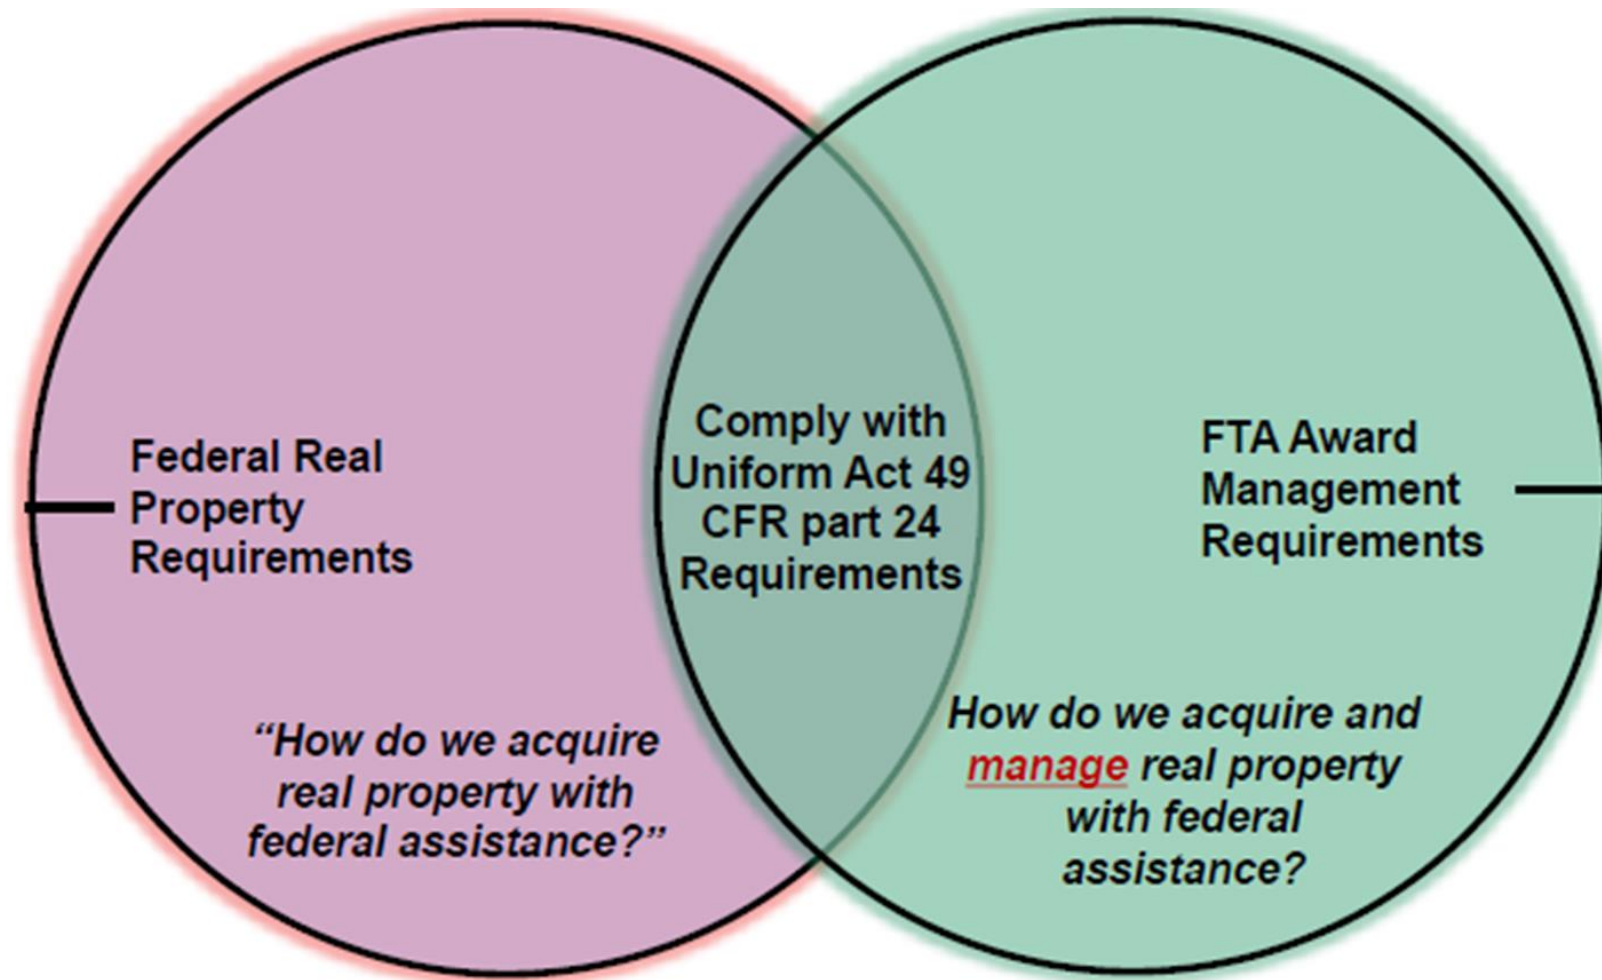 Federal Real
Property
Requirements
“How do we acquire
real property with
federal assistance?”
Comply with
Uniform Act 49
CFR part 24
Requirements
FTA Award
Management
Requirements
How do we acquire and
manage real property
with federal
assistance?